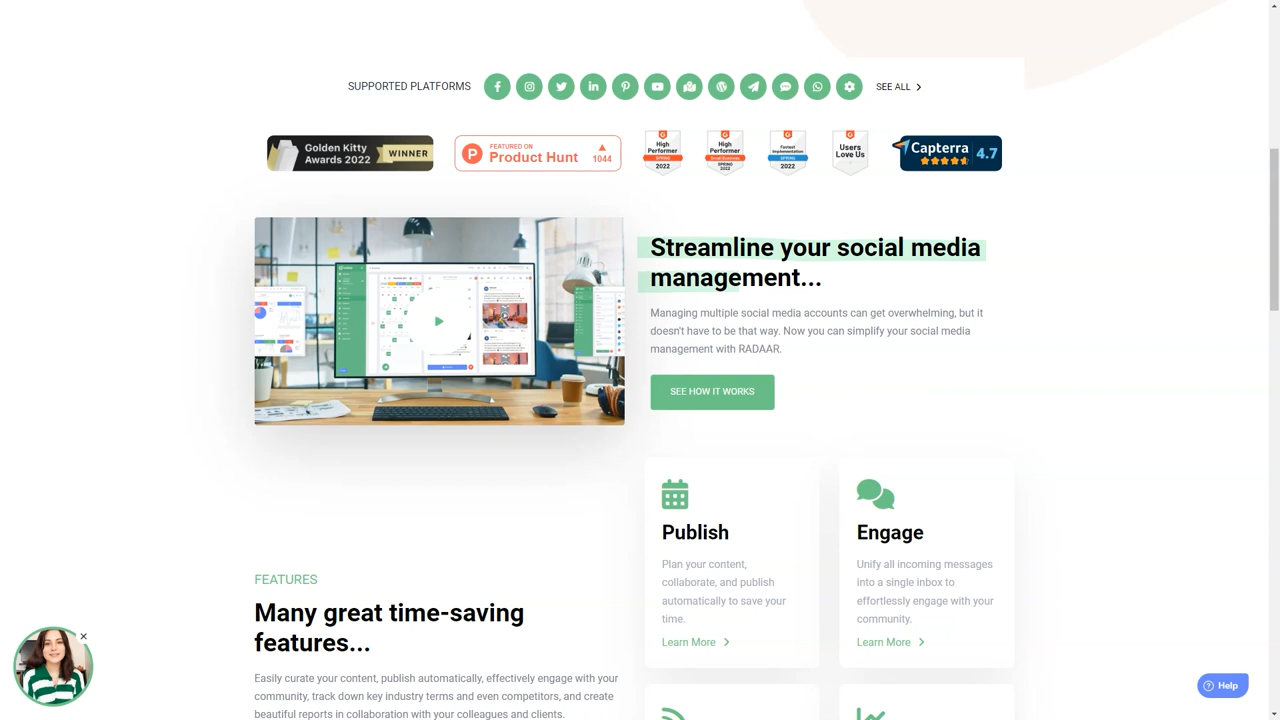 SUPPORTED PLATFORMS
SEE ALL
Golden Kitty
Awards 2022
WINNER
FEATURED ON
Product Hunt
1044
High
Performer
SPRING
2022
High
Performer
Small Business
SPRING
2022
Fastest
Implementation
SPRING
2022
Users
Love Us
Capterra
4.7
Streamline your social media
management...
Managing multiple social media accounts can get overwhelming, but it
doesn't have to be that way. Now you can simplify your social media
management with RADAAR.
SEE HOW IT WORKS
Publish
Plan your content,
collaborate, and publish
automatically to save your
time.
Learn More
Engage
Unify all incoming messages
into a single inbox to
effortlessly engage with your
community.
Learn More
FEATURES
Many great time-saving
features...
Easily curate your content, publish automatically, effectively engage with your
community, track down key industry terms and even competitors, and create
beautiful reports in collaboration with your colleagues and clients.
Help